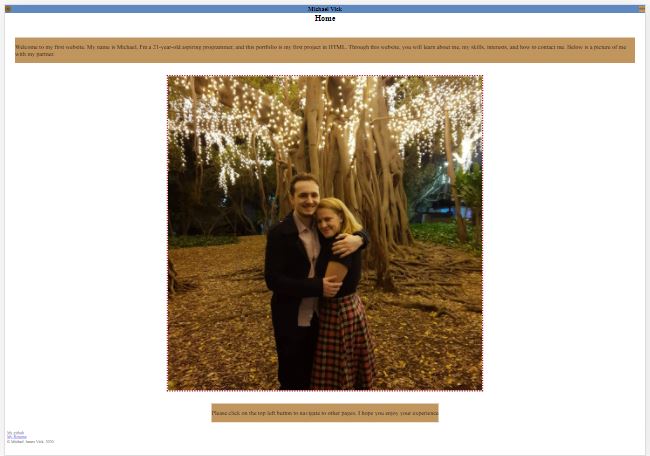 Michael Vick
Home
Welcome to my first website. My name is Michael, I'm a 21-year-old aspiring programmer, and this portfolio is my first project in HTML. Through this website, you will learn about me, my skills, interests, and how to contact me. Below is a picture of me
with my partner.
Please click on the top left button to navigate to other pages. I hope you enjoy your experience
My github
My Resume
© Michael James Vick, 2020